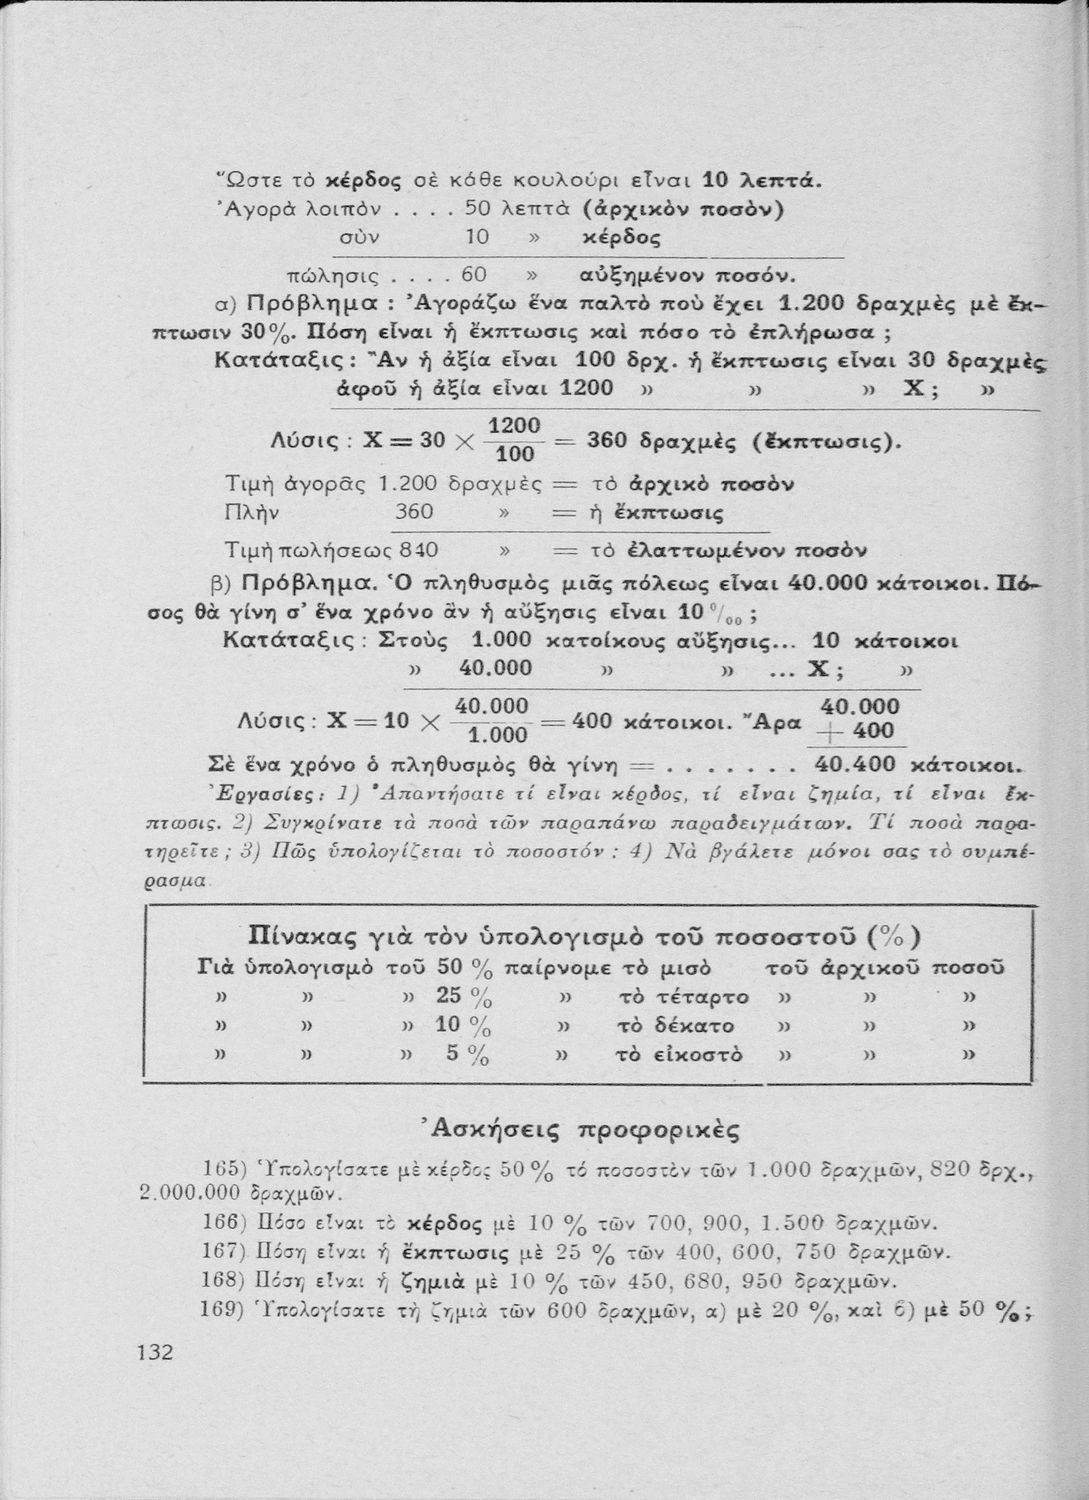 Ὥστε τὸ κέρδος σὲ κάθε κουλούρι εἶναι 10 λεπτά.
Ἀγορὰ λοιπὸν . . . . 50 λεπτὰ (ἀρχικὸν ποσὸν)
σὺν 10 » κέρδος
πώλησις . . . . 60 » αὐξημένον ποσόν.
α) Πρόβλημα : Ἀγοράζω ἕνα παλτὸ ποὺ ἔχει 1.200 δραχμὲς μὲ ἔκ-
πτωσιν 30%. Πόση εἶναι ἡ ἔκπτωσις καὶ πόσο τὸ ἐπλήρωσα ;
Κατάταξις : Ἂν ἡ ἀξία εἶναι 100 δρχ. ἡ ἔκπτωσις εἶναι 30 δραχμὲς
ἀφοῦ ἡ ἀξία εἶναι 1200 » » » Χ ; »
Λύσις : Χ = 30 × 1200/100 = 360 δραχμὲς (ἔκπτωσις).
Τιμὴ ἀγορᾶς 1.200 δραχμὲς = τὸ ἀρχικὸ ποσὸν
Πλὴν 360 » = ἡ ἔκπτωσις
Τιμὴ πωλήσεως 840 » = τὸ ἐλαττωμένον ποσὸν
β) Πρόβλημα. Ὁ πληθυσμὸς μιᾶς πόλεως εἶναι 40.000 κάτοικοι. Πό-
σος θὰ γίνη σ' ἕνα χρόνο ἂν ἡ αὔξησις εἶναι 10 ‰ ;
Κατάταξις : Στοὺς 1.000 κατοίκους αὔξησις... 10 κάτοικοι
» 40.000 » » ... Χ ; »
Λύσις : Χ = 10 × 40.000/1.000 = 400 κάτοικοι. Ἄρα 40.000 + 400
Σὲ ἕνα χρόνο ὁ πληθυσμὸς θὰ γίνη = . . . . . . . 40.400 κάτοικοι.
Ἐργασίες : 1) Ἀπαντήσατε τί εἶναι κέρδος, τί εἶναι ζημία, τί εἶναι ἔκ-
πτωσις. 2) Συγκρίνατε τὰ ποσὰ τῶν παραπάνω παραδειγμάτων. Τί ποσὰ παρα-
τηρεῖτε ; 3) Πῶς ὑπολογίζεται τὸ ποσοστόν : 4) Νὰ βγάλετε μόνοι σας τὸ συμπέ-
ρασμα.
Πίνακας γιὰ τὸν ὑπολογισμὸ τοῦ ποσοστοῦ (%)
Γιὰ ὑπολογισμὸ τοῦ 50 % παίρνομε τὸ μισὸ τοῦ ἀρχικοῦ ποσοῦ
» » » 25 % » τὸ τέταρτο » » »
» » » 10 % » τὸ δέκατο » » »
» » » 5 % » τὸ εἰκοστὸ » » »
Ἀσκήσεις προφορικὲς
165) Ὑπολογίσατε μὲ κέρδος 50 % τό ποσοστὸν τῶν 1.000 δραχμῶν, 820 δρχ.,
2.000.000 δραχμῶν.
166) Πόσο εἶναι τὸ κέρδος μὲ 10 % τῶν 700, 900, 1.500 δραχμῶν.
167) Πόση εἶναι ἡ ἔκπτωσις μὲ 25 % τῶν 400, 600, 750 δραχμῶν.
168) Πόση εἶναι ἡ ζημιὰ μὲ 10 % τῶν 450, 680, 950 δραχμῶν.
169) Ὑπολογίσατε τὴ ζημιὰ τῶν 600 δραχμῶν, α) μὲ 20 %, καὶ β) μὲ 50 % ;
132